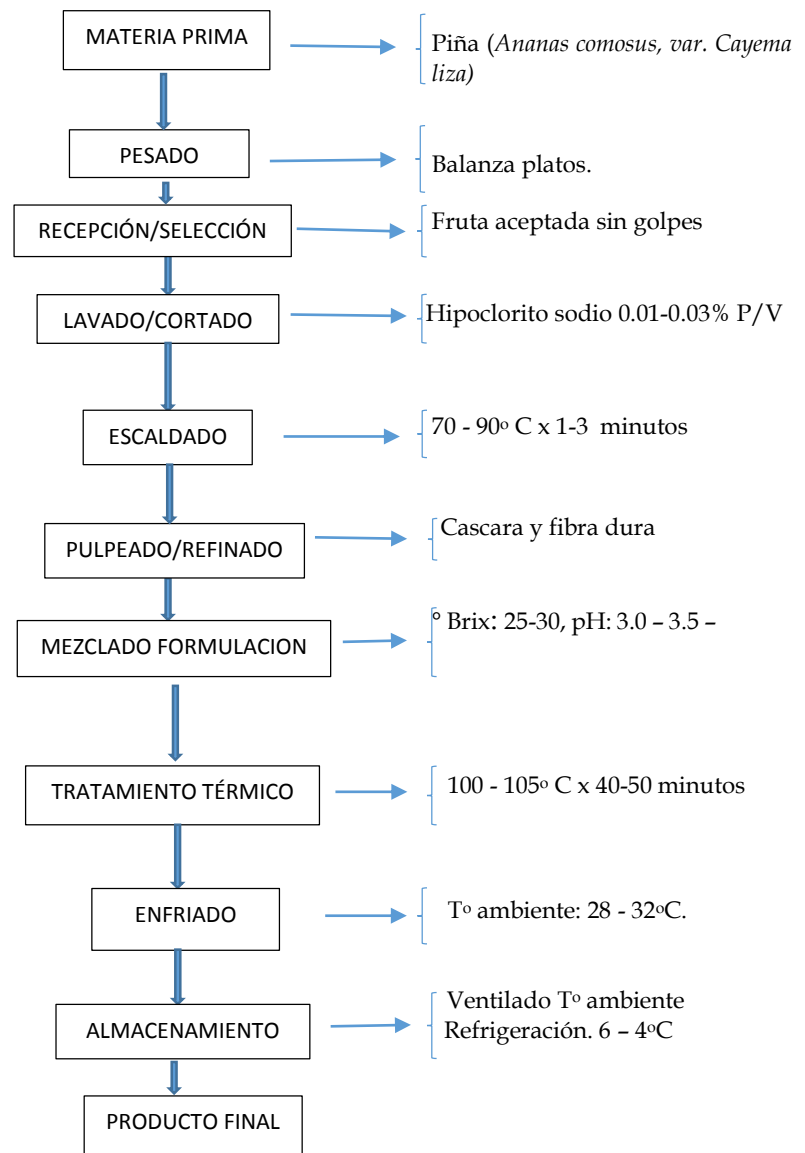 MATERIA PRIMA
Piña (Ananas comosus, var. Cayema
liza)
PESADO
Balanza platos.
RECEPCIÓN/SELECCIÓN
Fruta aceptada sin golpes
LAVADO/CORTADO
Hipoclorito sodio 0.01-0.03% P/V
ESCALDADO
70 - 90º C x 1-3 minutos
PULPEADO/REFINADO
Cascara y fibra dura
MEZCLADO FORMULACION
° Brix: 25-30, pH: 3.0 – 3.5 –
TRATAMIENTO TÉRMICO
100 - 105º C x 40-50 minutos
ENFRIADO
Tº ambiente: 28 - 32ºC.
ALMACENAMIENTO
Ventilado Tº ambiente
Refrigeración. 6 – 4ºC
PRODUCTO FINAL